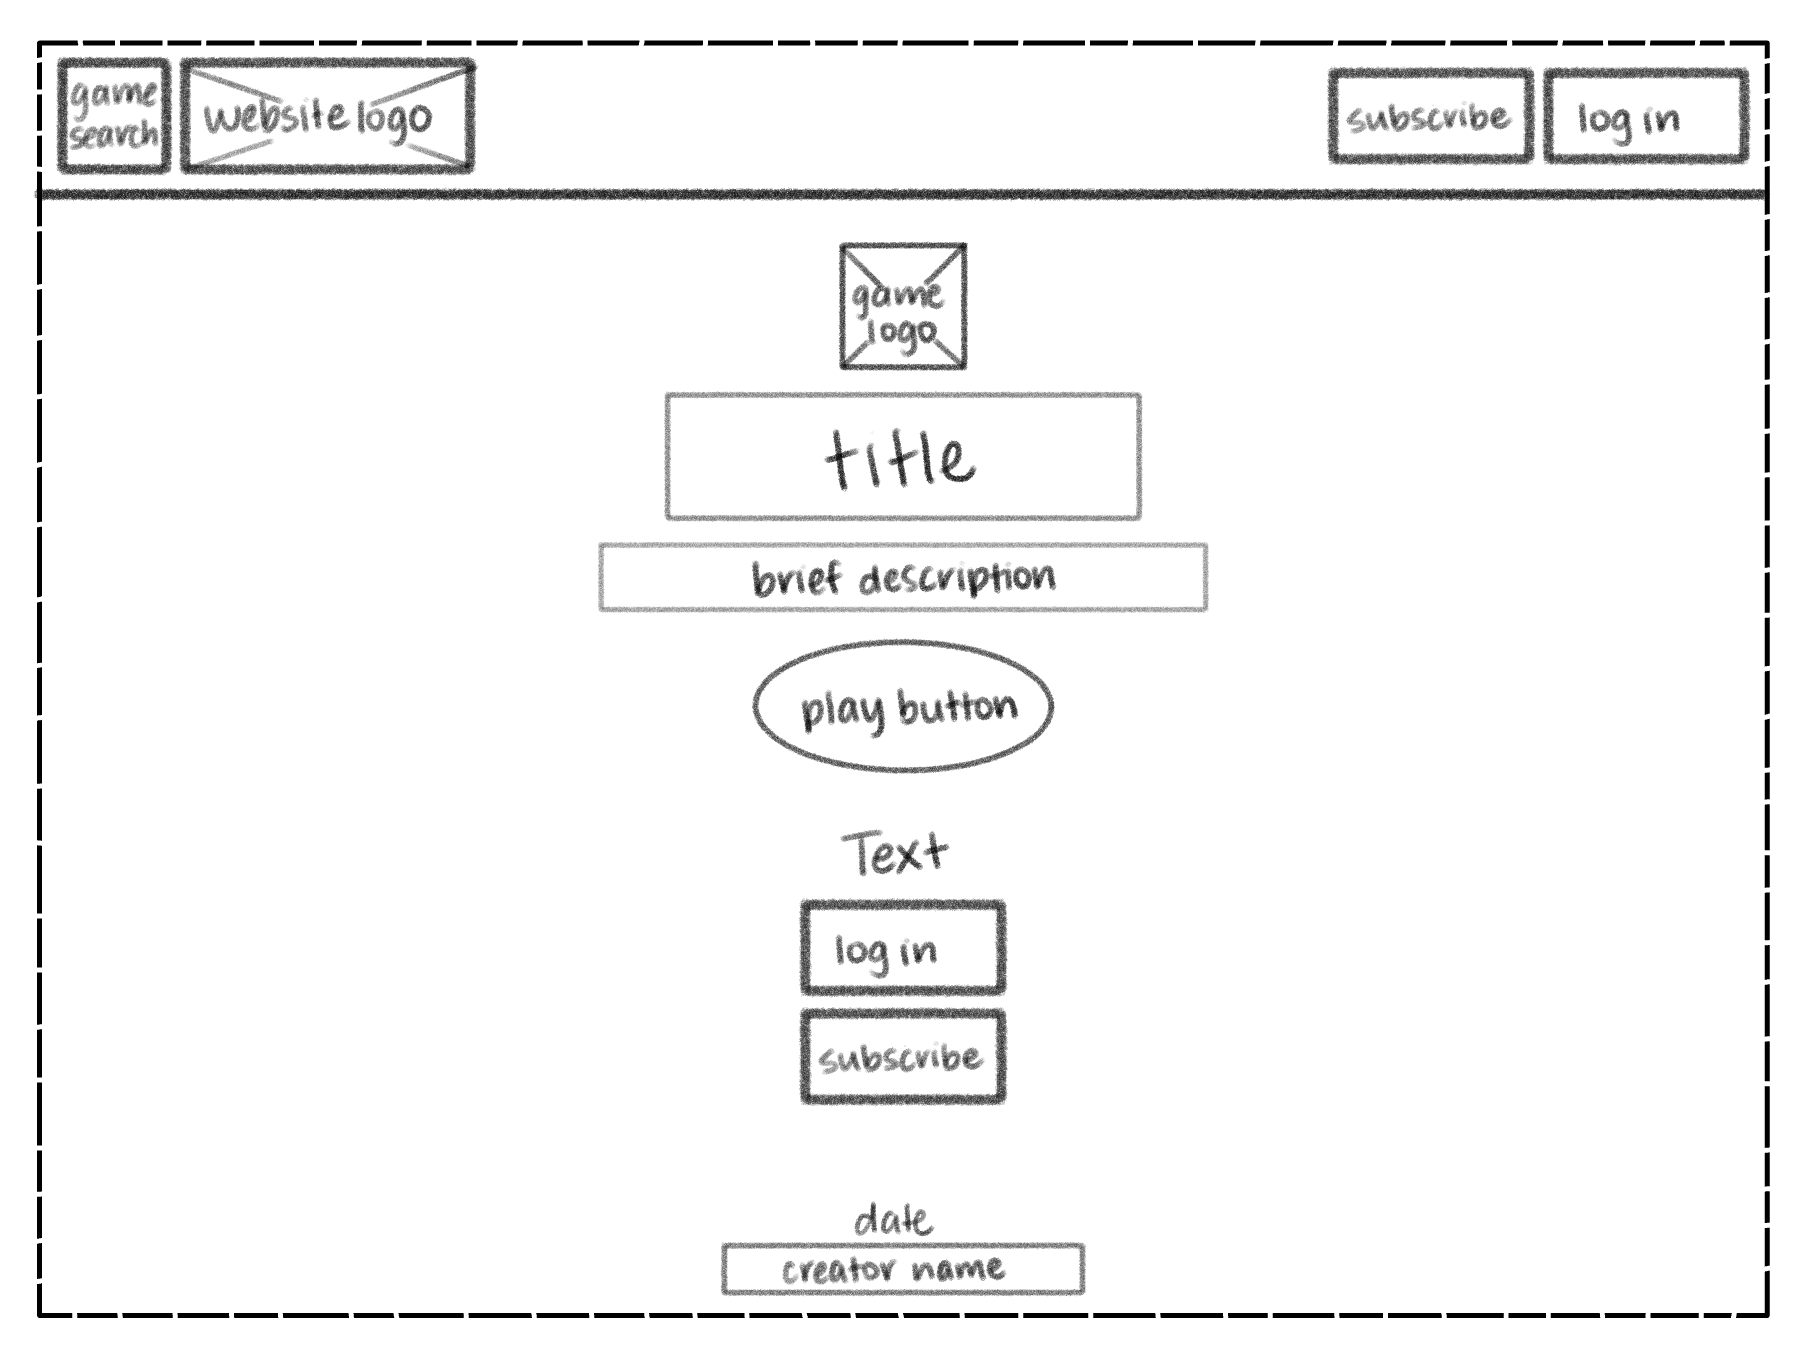 game
search
website logo
subscribe
log in
game
logo
title
brief description
play button
Text
log in
subscribe
date
creator name